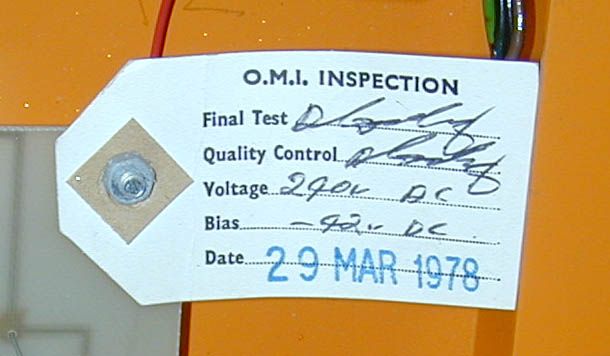 O.M.I. INSPECTION
Final Test
Quality Control
Voltage 240v DC
Bias -42v DC
Date 29 MAR 1978